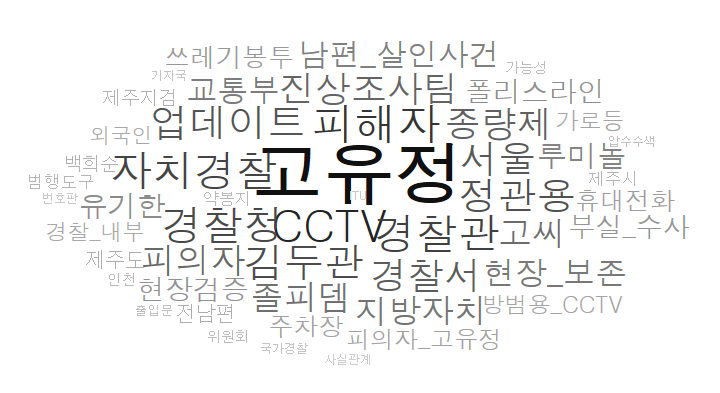 쓰레기봉투 남편_살인사건
기지국 가능성
제주지검 교통부 진상조사팀 폴리스라인
외국인 업데이트 피해자 종량제 가로등
압수수색
백희순 자치경찰 고유정 서울 루미놀
범행도구 제주시
번호판 유기한 약봉지 정관용 휴대전화
경찰_내부 경찰청 CCTV 경찰관 고씨 부실_수사
제주도 피의자 김두관 경찰서 현장_보존
인천 현장검증 졸피뎀 지방자치 방범용_CCTV
출입문 전남편
위원회 주차장 피의자_고유정
국가경찰 사실관계